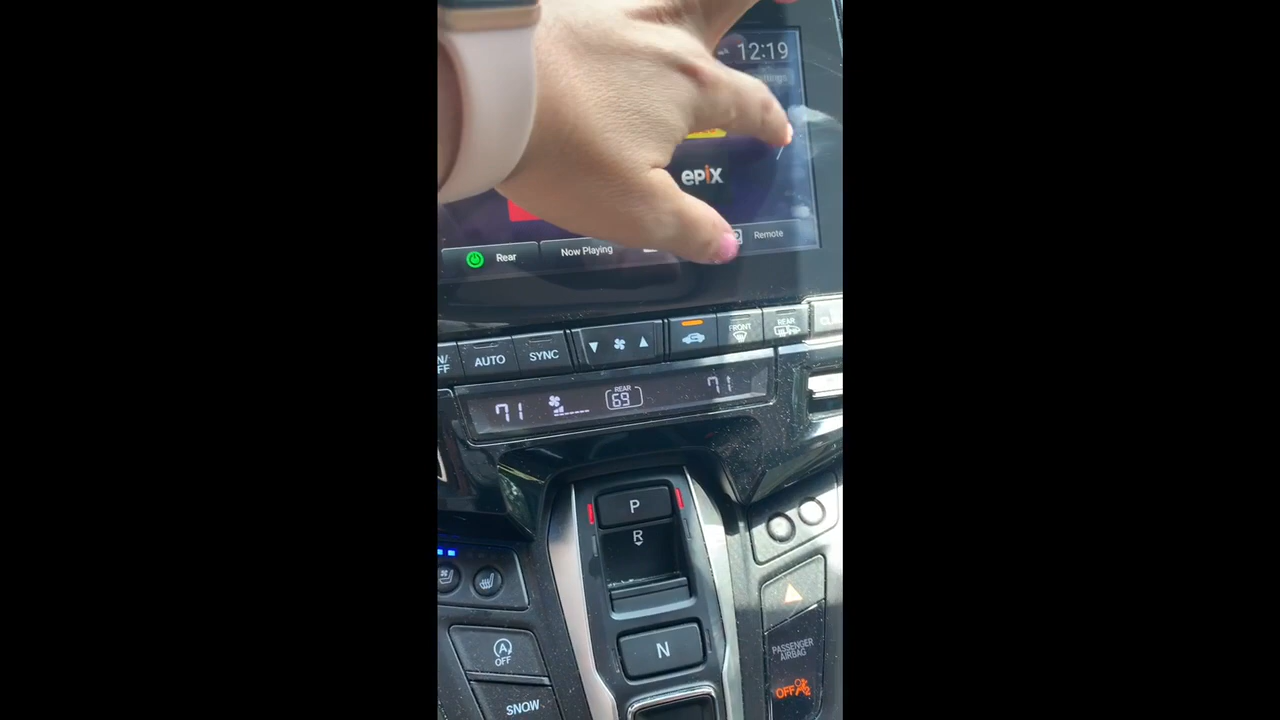 12:19
epix
Rear
Now Playing
Remote
AUTO
SYNC
FRONT
REAR
71
REAR
69
71
P
R
N
A
OFF
SNOW
PASSENGER
AIRBAG
OFF
2